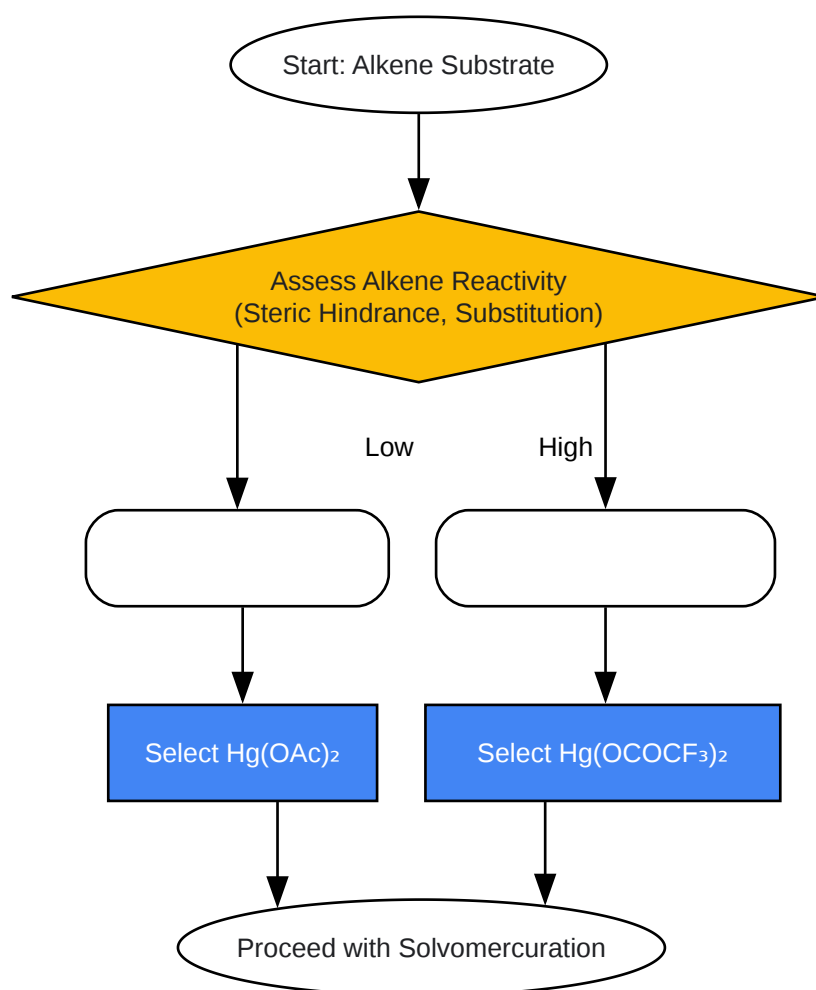 Start: Alkene Substrate
Assess Alkene Reactivity
(Steric Hindrance, Substitution)
Low
High
Select Hg(OAc)₂
Select Hg(OCOCF₃)₂
Proceed with Solvomercuration